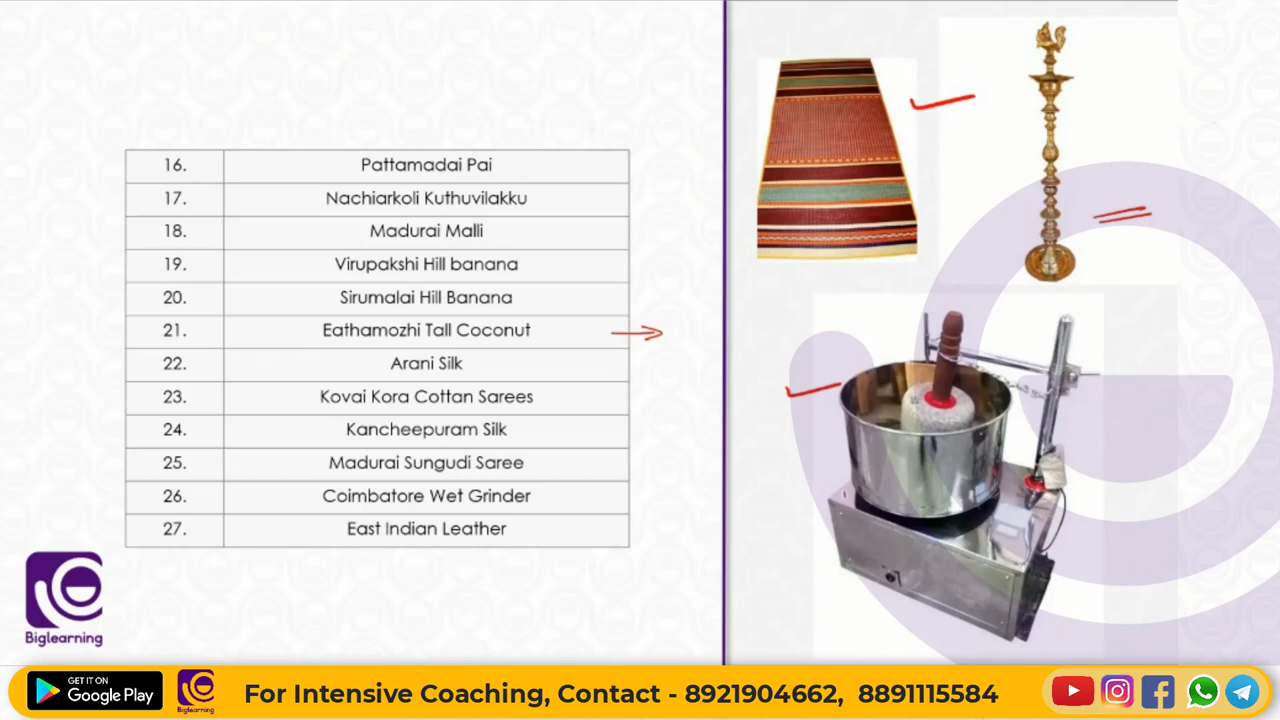 16. Pattamadai Pai
17. Nachiarkoli Kuthuvilakku
18. Madurai Malli
19. Virupakshi Hill banana
20. Sirumalai Hill Banana
21. Eathamozhi Tall Coconut
22. Arani Silk
23. Kovai Kora Cottan Sarees
24. Kancheepuram Silk
25. Madurai Sungudi Saree
26. Coimbatore Wet Grinder
27. East Indian Leather
Biglearning
GET IT ON
Google Play
Biglearning
For Intensive Coaching, Contact - 8921904662, 8891115584